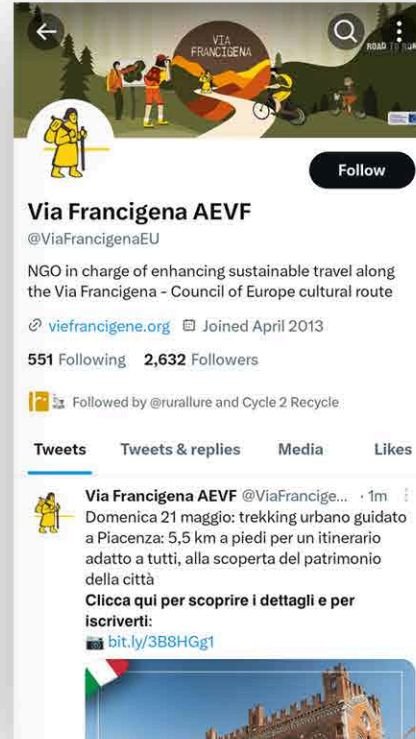 VIA
FRANCIGENA
ROAD TO ROME
Follow
Via Francigena AEVF
@ViaFrancigenaEU
NGO in charge of enhancing sustainable travel along
the Via Francigena - Council of Europe cultural route
viefrancigene.org Joined April 2013
551 Following 2,632 Followers
Followed by @rurallure and Cycle 2 Recycle
Tweets Tweets & replies Media Likes
Via Francigena AEVF @ViaFrancige... · 1m
Domenica 21 maggio: trekking urbano guidato
a Piacenza: 5,5 km a piedi per un itinerario
adatto a tutti, alla scoperta del patrimonio
della città
Clicca qui per scoprire i dettagli e per
iscriverti:
bit.ly/3B8HGg1